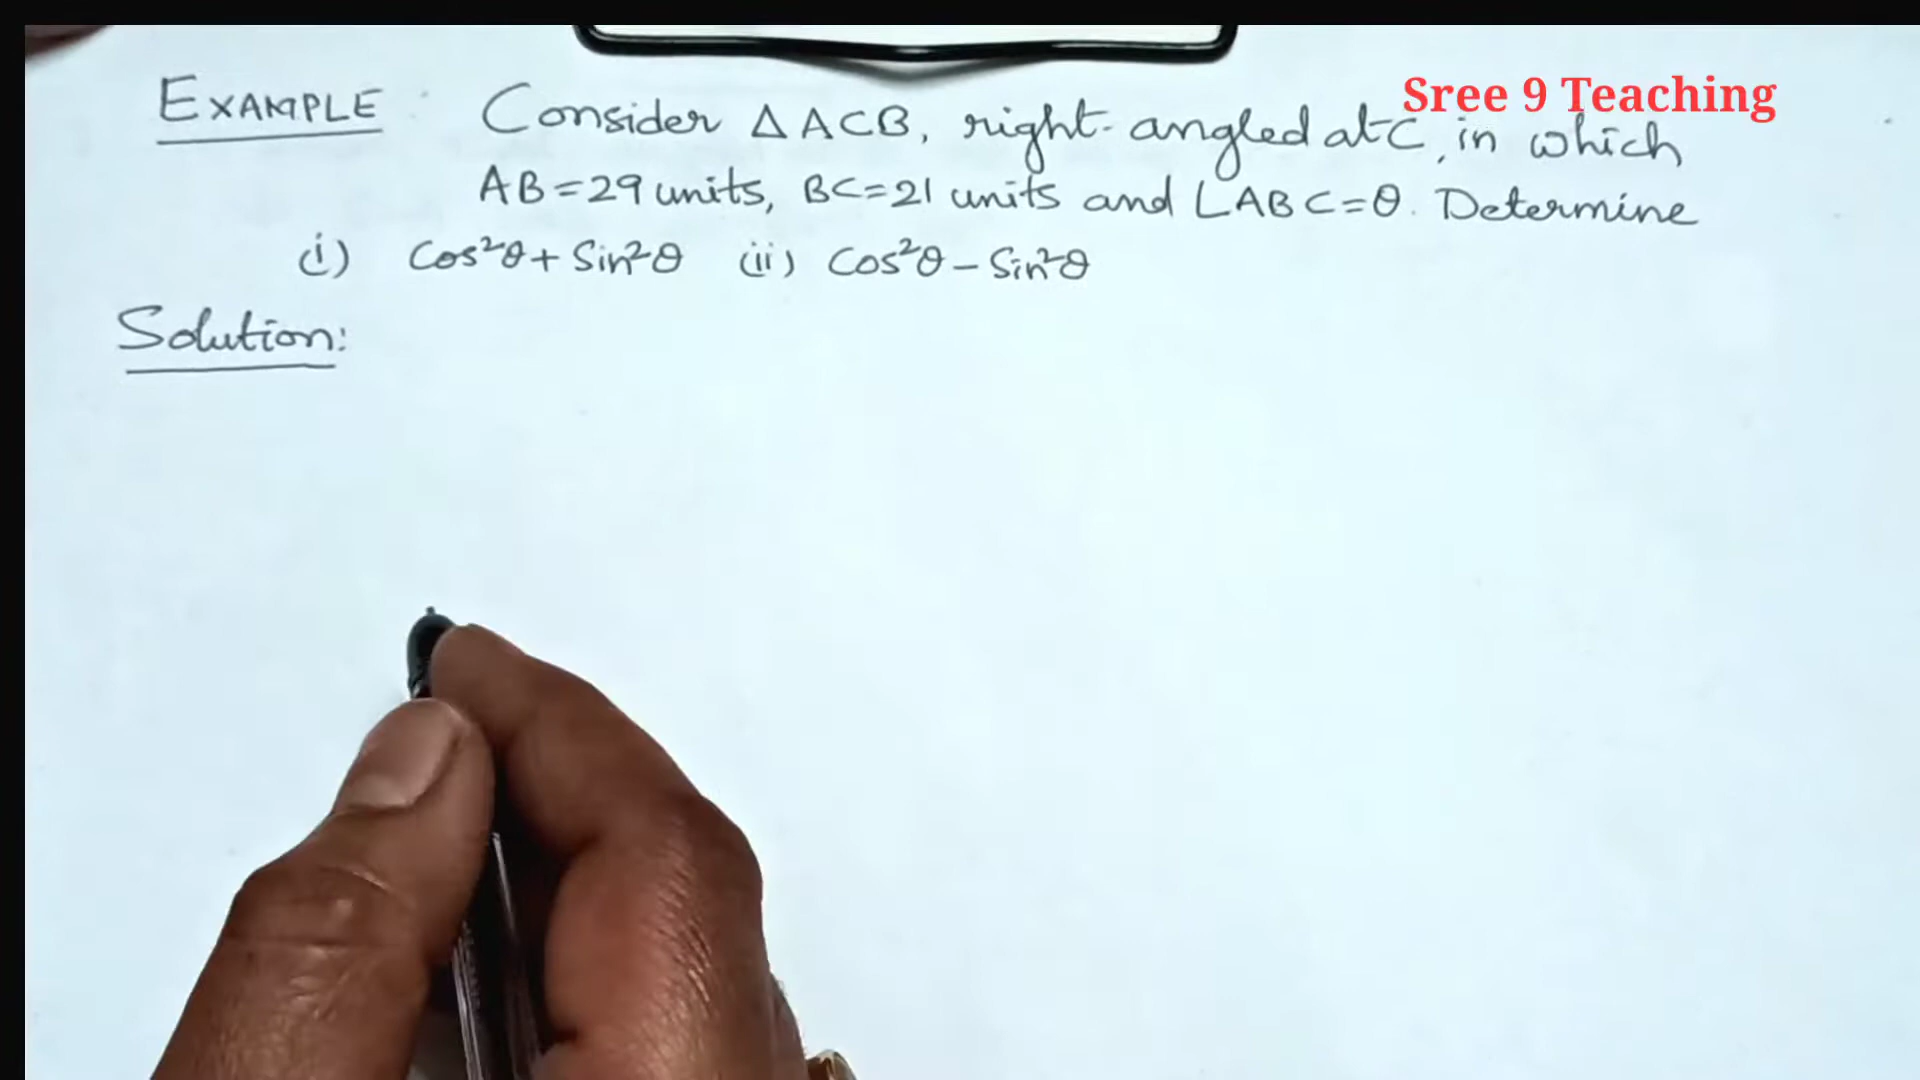 Sree 9 Teaching
EXAMPLE : Consider △ACB, right-angled at C, in which
AB=29 units, BC=21 units and ∠ABC=θ. Determine
(i) Cos²θ + Sin²θ (ii) Cos²θ – Sin²θ
Solution: